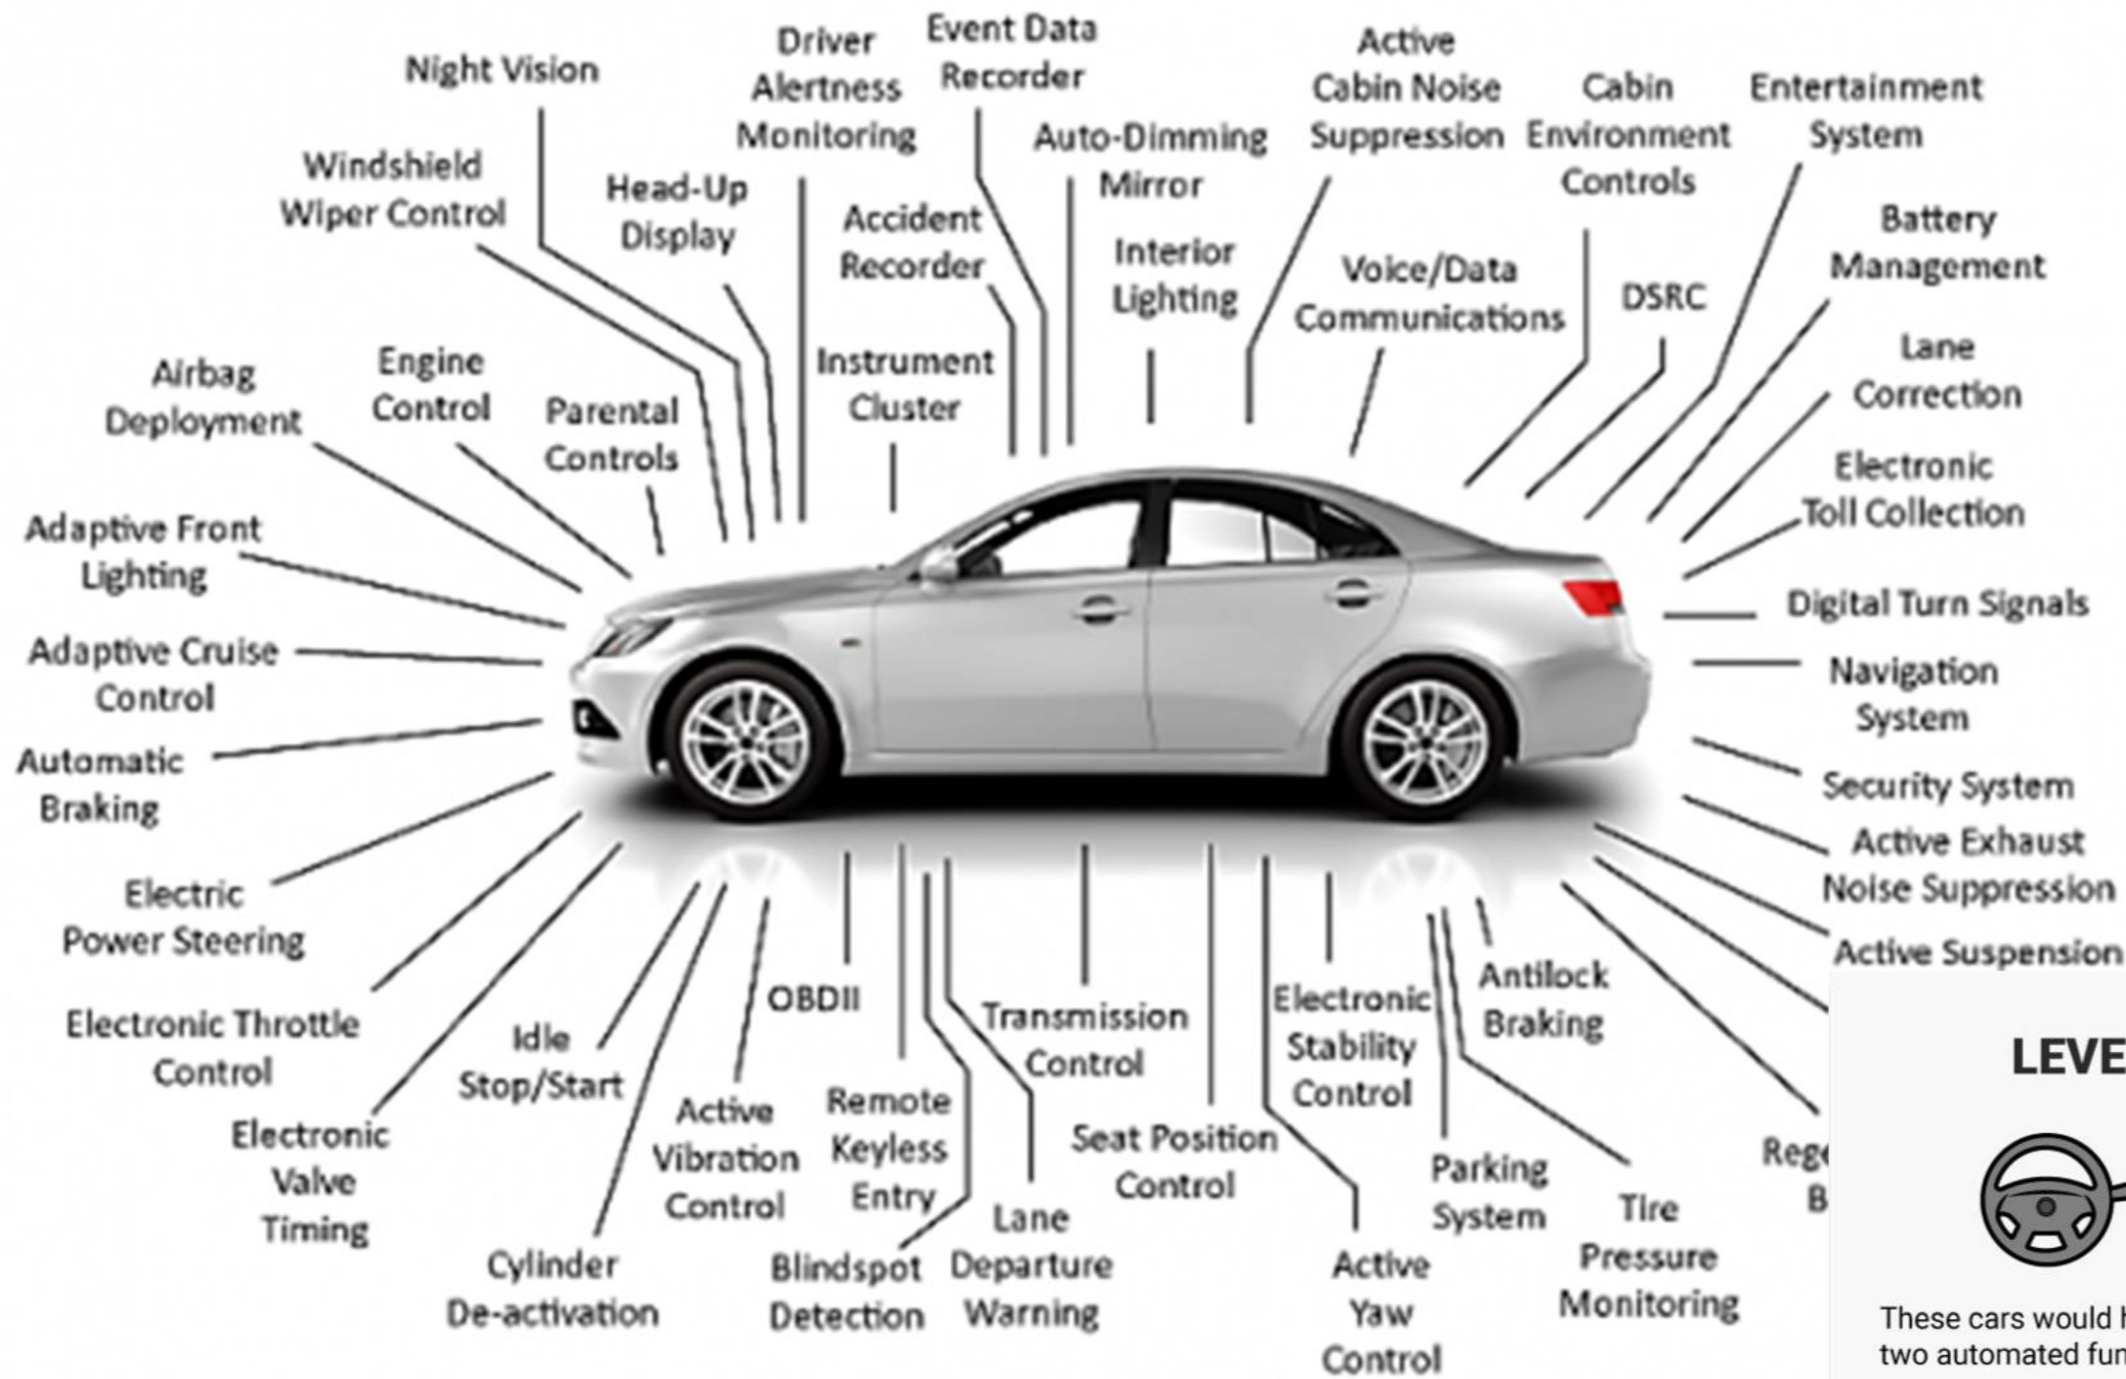 Night Vision
Driver
Alertness
Monitoring
Event Data
Recorder
Active
Cabin Noise
Suppression
Cabin
Environment
Controls
Entertainment
System
Windshield
Wiper Control
Head-Up
Display
Accident
Recorder
Auto-Dimming
Mirror
Interior
Lighting
Voice/Data
Communications
DSRC
Battery
Management
Airbag
Deployment
Engine
Control
Parental
Controls
Instrument
Cluster
Lane
Correction
Electronic
Toll Collection
Adaptive Front
Lighting
Digital Turn Signals
Adaptive Cruise
Control
Navigation
System
Automatic
Braking
Security System
Electric
Power Steering
Active Exhaust
Noise Suppression
Active Suspension
Electronic Throttle
Control
Idle
Stop/Start
OBDII
Transmission
Control
Electronic
Stability
Control
Antilock
Braking
Electronic
Valve
Timing
Active
Vibration
Control
Remote
Keyless
Entry
Seat Position
Control
Parking
System
Tire
Pressure
Monitoring
Cylinder
De-activation
Blindspot
Detection
Lane
Departure
Warning
Active
Yaw
Control
Rege
B
LEVE
These cars would h
two automated fun